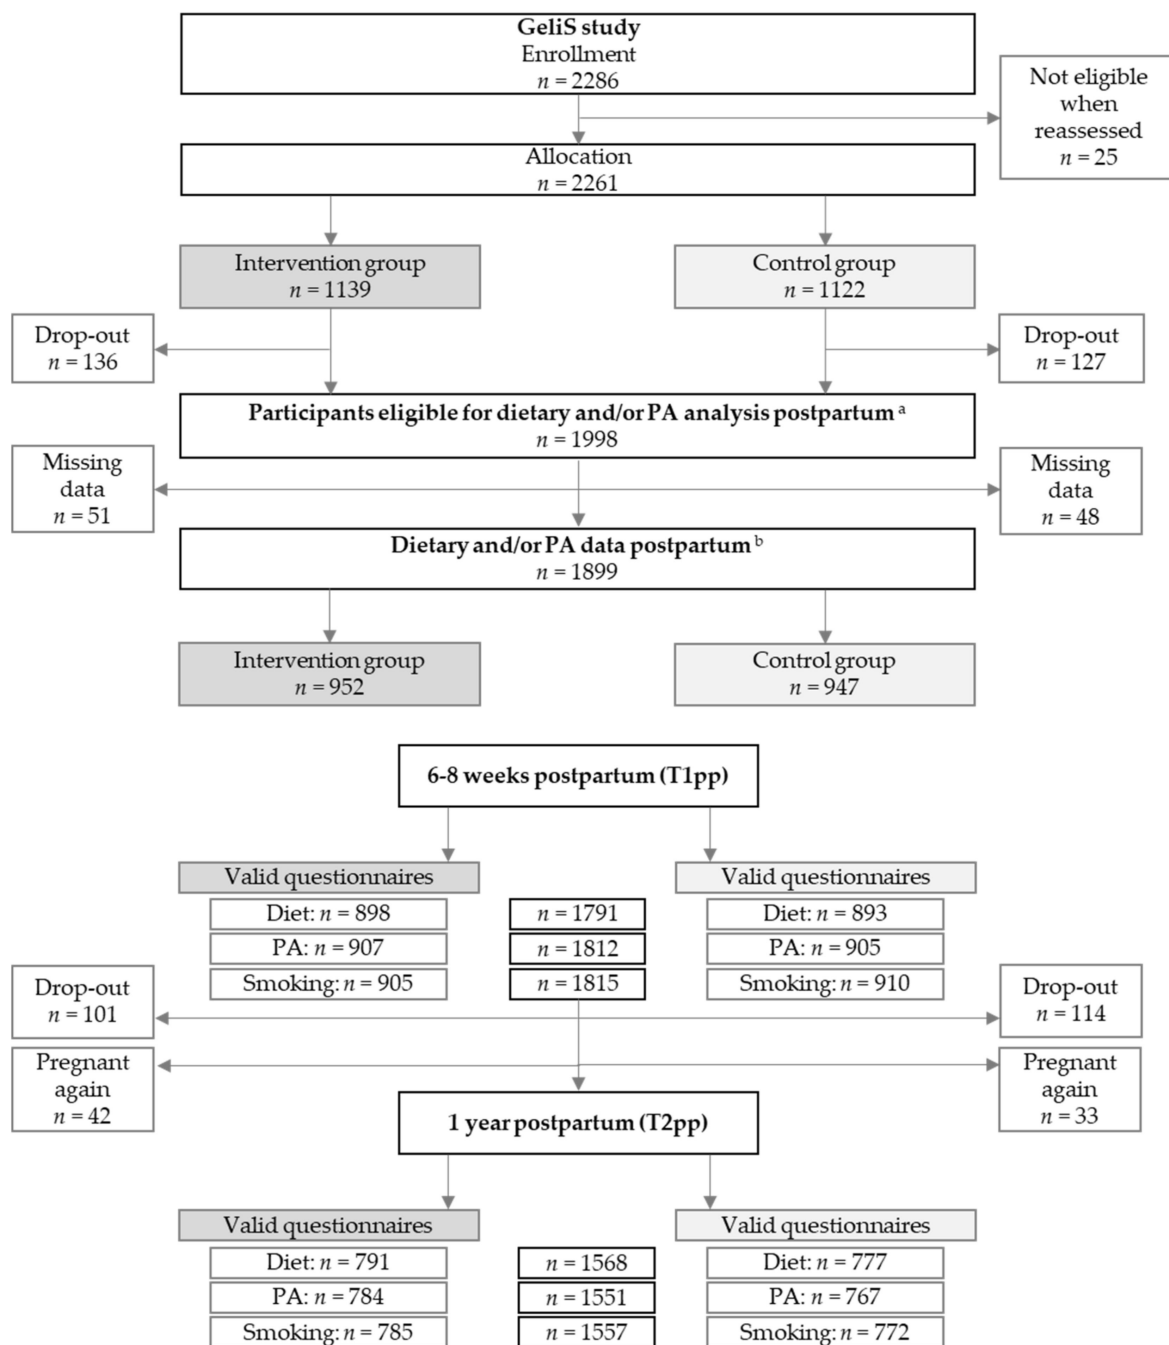 GeliS study
Enrollment
n = 2286
Not eligible
when
reassessed
n = 25
Allocation
n = 2261
Intervention group
n = 1139
Control group
n = 1122
Drop-out
n = 136
Drop-out
n = 127
Participants eligible for dietary and/or PA analysis postpartum a
n = 1998
Missing
data
n = 51
Missing
data
n = 48
Dietary and/or PA data postpartum b
n = 1899
Intervention group
n = 952
Control group
n = 947
6-8 weeks postpartum (T1pp)
Valid questionnaires
Valid questionnaires
Diet: n = 898
n = 1791
Diet: n = 893
PA: n = 907
n = 1812
PA: n = 905
Smoking: n = 905
n = 1815
Smoking: n = 910
Drop-out
n = 101
Drop-out
n = 114
Pregnant
again
n = 42
Pregnant
again
n = 33
1 year postpartum (T2pp)
Valid questionnaires
Valid questionnaires
Diet: n = 791
n = 1568
Diet: n = 777
PA: n = 784
n = 1551
PA: n = 767
Smoking: n = 785
n = 1557
Smoking: n = 772